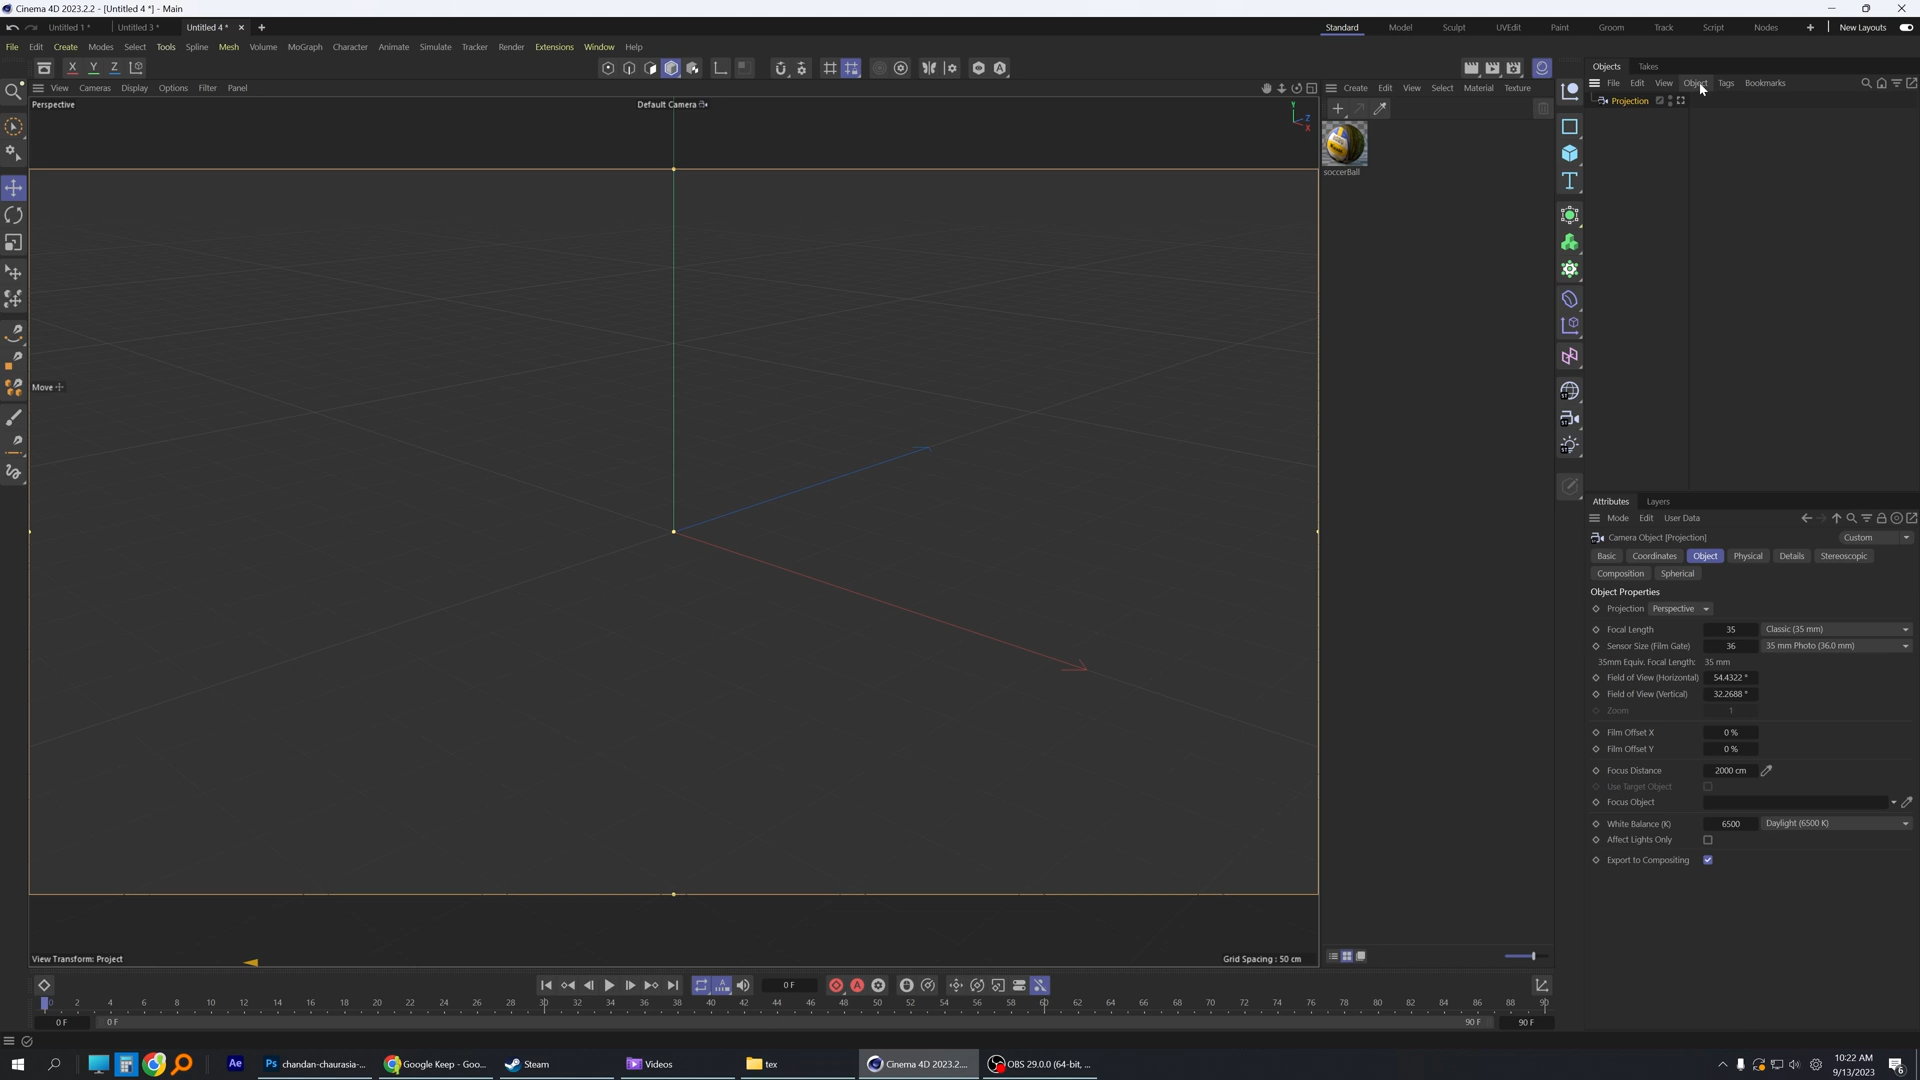 Cinema 4D 2023.2.2 - [Untitled 4 *] - Main
Untitled 1 *
Untitled 3 *
Untitled 4 *
Standard
Model
Sculpt
UVEdit
Paint
Groom
Track
Script
Nodes
New Layouts
File Edit Create Modes Select Tools Spline Mesh Volume MoGraph Character Animate Simulate Tracker Render Extensions Window Help
X Y Z
Objects Takes
File Edit View Object Tags Bookmarks
View Cameras Display Options Filter Panel
Create Edit View Select Material Texture
Perspective
Default Camera
Y
Z
X
Projection
soccerBall
Move
Attributes Layers
Mode Edit User Data
Camera Object [Projection]
Custom
Basic Coordinates Object Physical Details Stereoscopic
Composition Spherical
Object Properties
Projection Perspective
Focal Length 35 Classic (35 mm)
Sensor Size (Film Gate) 36 35 mm Photo (36.0 mm)
35mm Equiv. Focal Length: 35 mm
Field of View (Horizontal) 54.4322 °
Field of View (Vertical) 32.2688 °
Zoom 1
Film Offset X 0 %
Film Offset Y 0 %
Focus Distance 2000 cm
Use Target Object
Focus Object
White Balance (K) 6500 Daylight (6500 K)
Affect Lights Only
Export to Compositing
View Transform: Project
Grid Spacing : 50 cm
0 F
0 2 4 6 8 10 12 14 16 18 20 22 24 26 28 30 32 34 36 38 40 42 44 46 48 50 52 54 56 58 60 62 64 66 68 70 72 74 76 78 80 82 84 86 88 90
0 F
0 F
90 F
90 F
Ae
Ps chandan-chaurasia-...
Google Keep - Goo...
Steam
Videos
tex
Cinema 4D 2023.2....
OBS 29.0.0 (64-bit, ...
10:22 AM
9/13/2023
6